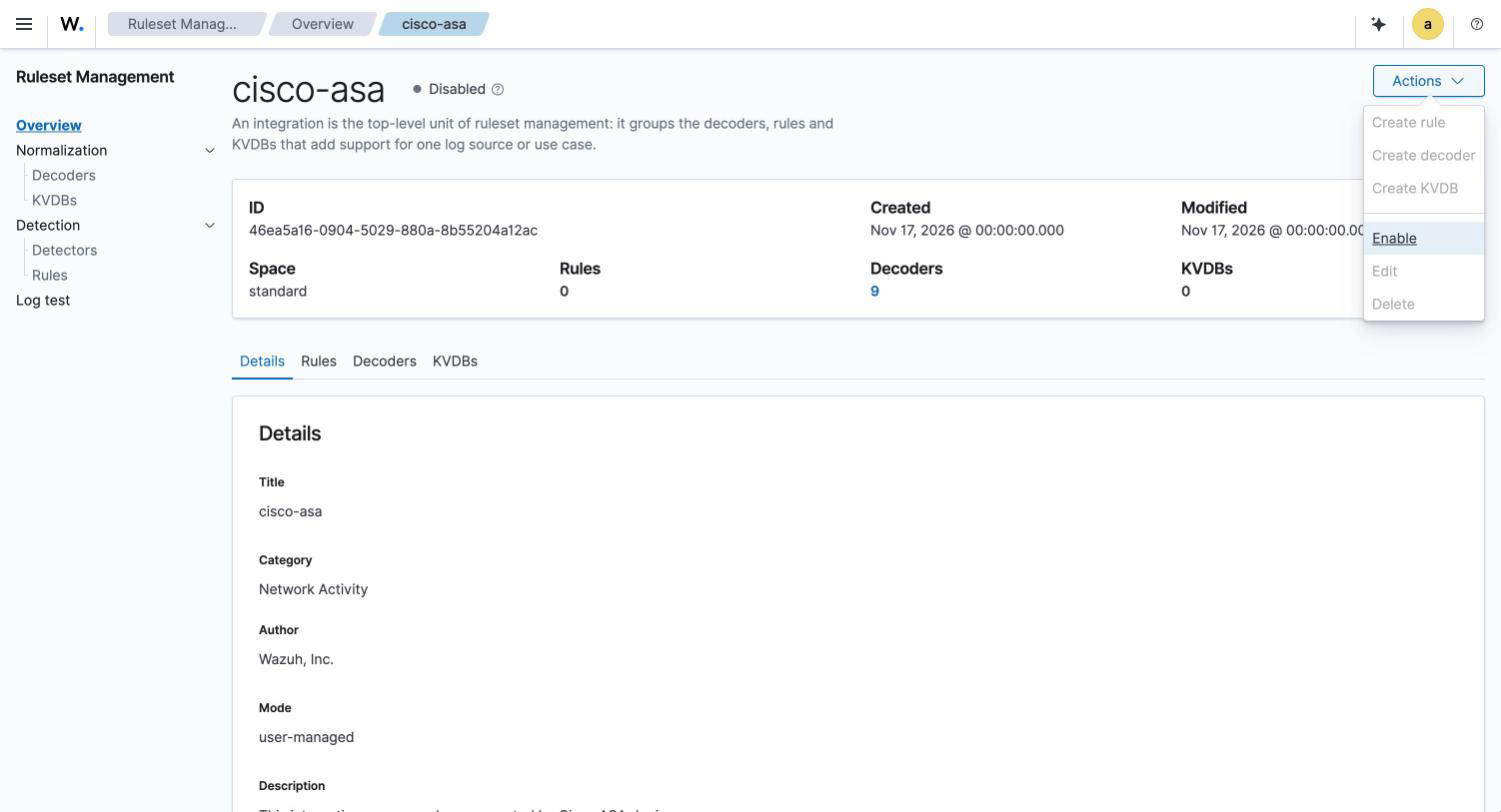 W.
Ruleset Manag...
Overview
cisco-asa
a
Ruleset Management
Overview
Normalization
Decoders
KVDBs
Detection
Detectors
Rules
Log test
cisco-asa
Disabled
An integration is the top-level unit of ruleset management: it groups the decoders, rules and
KVDBs that add support for one log source or use case.
Actions
Create rule
Create decoder
Create KVDB
Enable
Edit
Delete
ID
46ea5a16-0904-5029-880a-8b55204a12ac
Created
Nov 17, 2026 @ 00:00:00.000
Modified
Nov 17, 2026 @ 00:00:00.00
Space
standard
Rules
0
Decoders
9
KVDBs
0
Details
Rules
Decoders
KVDBs
Details
Title
cisco-asa
Category
Network Activity
Author
Wazuh, Inc.
Mode
user-managed
Description